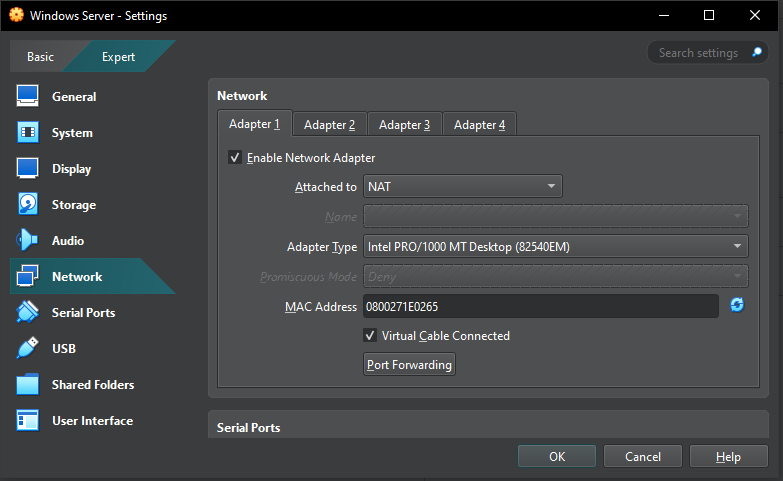 Windows Server - Settings
Basic
Expert
Search settings
General
System
Display
Storage
Audio
Network
Serial Ports
USB
Shared Folders
User Interface
Network
Adapter 1
Adapter 2
Adapter 3
Adapter 4
Enable Network Adapter
Attached to NAT
Name
Adapter Type Intel PRO/1000 MT Desktop (82540EM)
Promiscuous Mode Deny
MAC Address 0800271E0265
Virtual Cable Connected
Port Forwarding
Serial Ports
OK
Cancel
Help